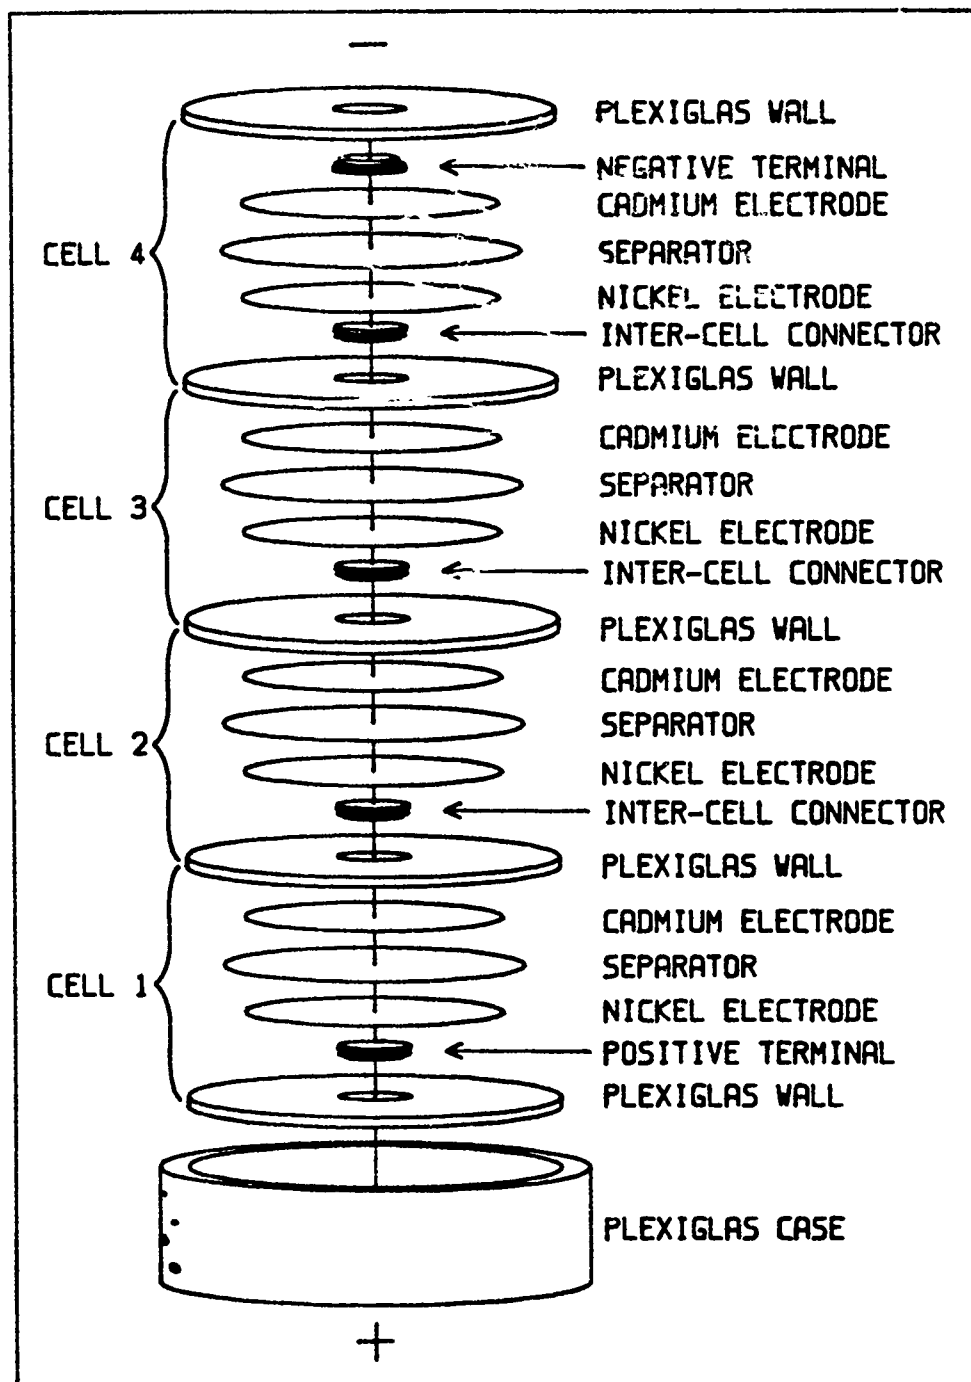 −
PLEXIGLAS WALL
NEGATIVE TERMINAL
CADMIUM ELECTRODE
CELL 4
SEPARATOR
NICKEL ELECTRODE
INTER-CELL CONNECTOR
PLEXIGLAS WALL
CADMIUM ELECTRODE
SEPARATOR
CELL 3
NICKEL ELECTRODE
INTER-CELL CONNECTOR
PLEXIGLAS WALL
CADMIUM ELECTRODE
SEPARATOR
CELL 2
NICKEL ELECTRODE
INTER-CELL CONNECTOR
PLEXIGLAS WALL
CADMIUM ELECTRODE
SEPARATOR
CELL 1
NICKEL ELECTRODE
POSITIVE TERMINAL
PLEXIGLAS WALL
PLEXIGLAS CASE
+